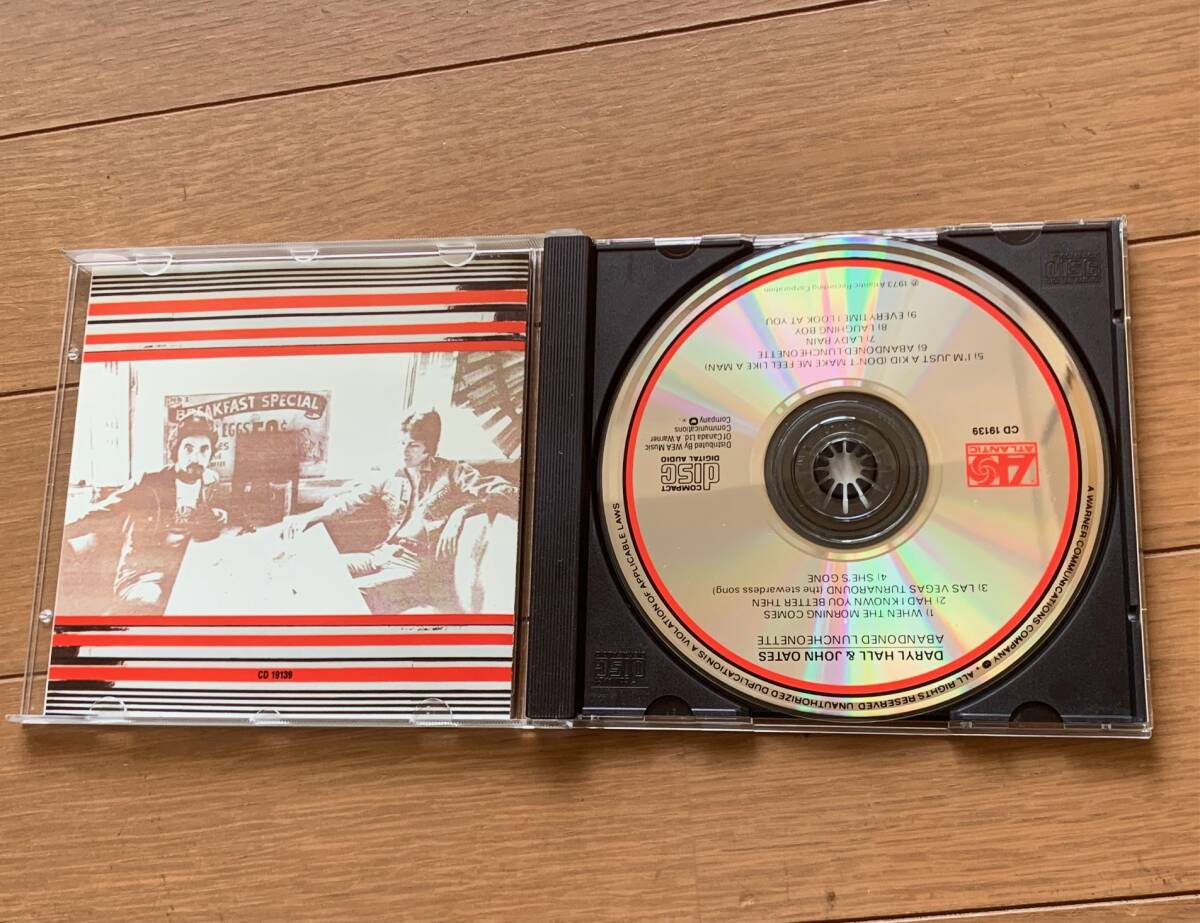 BREAKFAST SPECIAL
EGGS 50¢
CD 19139
DARYL HALL & JOHN OATES
ABANDONED LUNCHEONETTE
1) WHEN THE MORNING COMES
2) HAD I KNOWN YOU BETTER THEN
3) LAS VEGAS TURNAROUND (the stewardess song)
4) SHE'S GONE
ATLANTIC
CD 19139
COMPACT
disc
DIGITAL AUDIO
Distributed By WEA Music
Of Canada Ltd. A Warner
Communications
Company
5) I'M JUST A KID (DON'T MAKE ME FEEL LIKE A MAN)
6) ABANDONED LUNCHEONETTE
7) LADY RAIN
8) LAUGHING BOY
9) EVERYTIME I LOOK AT YOU
℗ 1973 Atlantic Recording Corporation
A WARNER COMMUNICATIONS COMPANY • ALL RIGHTS RESERVED UNAUTHORIZED DUPLICATION IS A VIOLATION OF APPLICABLE LAWS
disc
disc